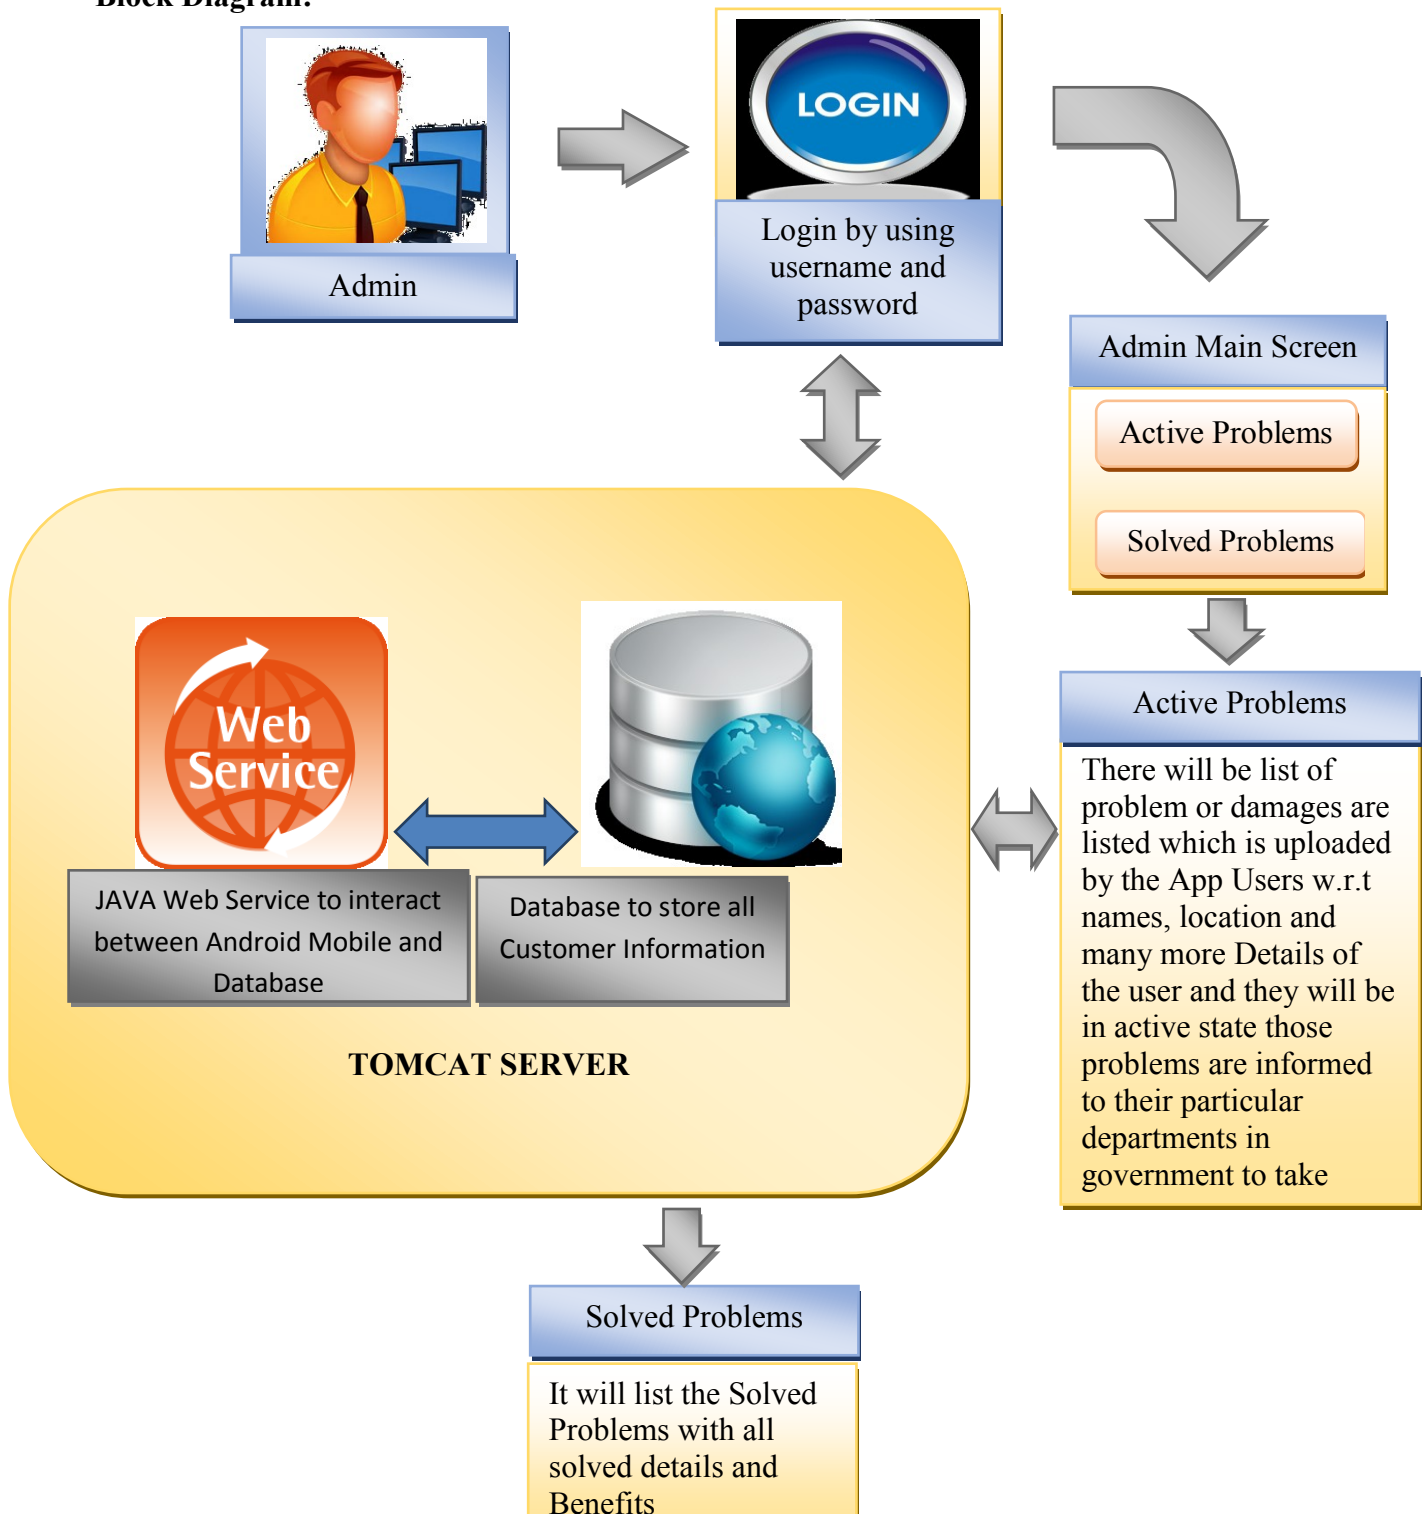 Block Diagram:
LOGIN
Login by using
username and
password
Admin
Admin Main Screen
Active Problems
Solved Problems
Web
Service
JAVA Web Service to interact
between Android Mobile and
Database
Database to store all
Customer Information
TOMCAT SERVER
Active Problems
There will be list of
problem or damages are
listed which is uploaded
by the App Users w.r.t
names, location and
many more Details of
the user and they will be
in active state those
problems are informed
to their particular
departments in
government to take
Solved Problems
It will list the Solved
Problems with all
solved details and
Benefits